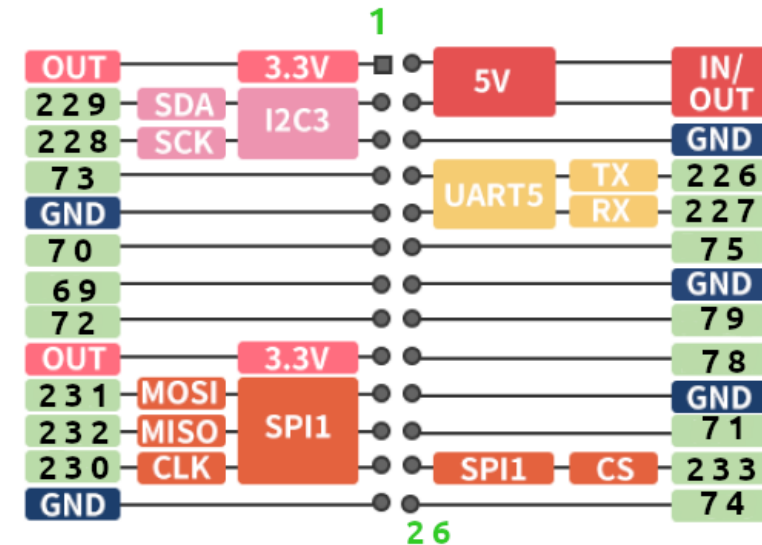 1
OUT 3.3V 5V IN/
OUT
229 SDA I2C3
228 SCK GND
73 UART5 TX 226
GND RX 227
70 75
69 GND
72 79
OUT 3.3V 78
231 MOSI SPI1 GND
232 MISO 71
230 CLK SPI1 CS 233
GND 74
26